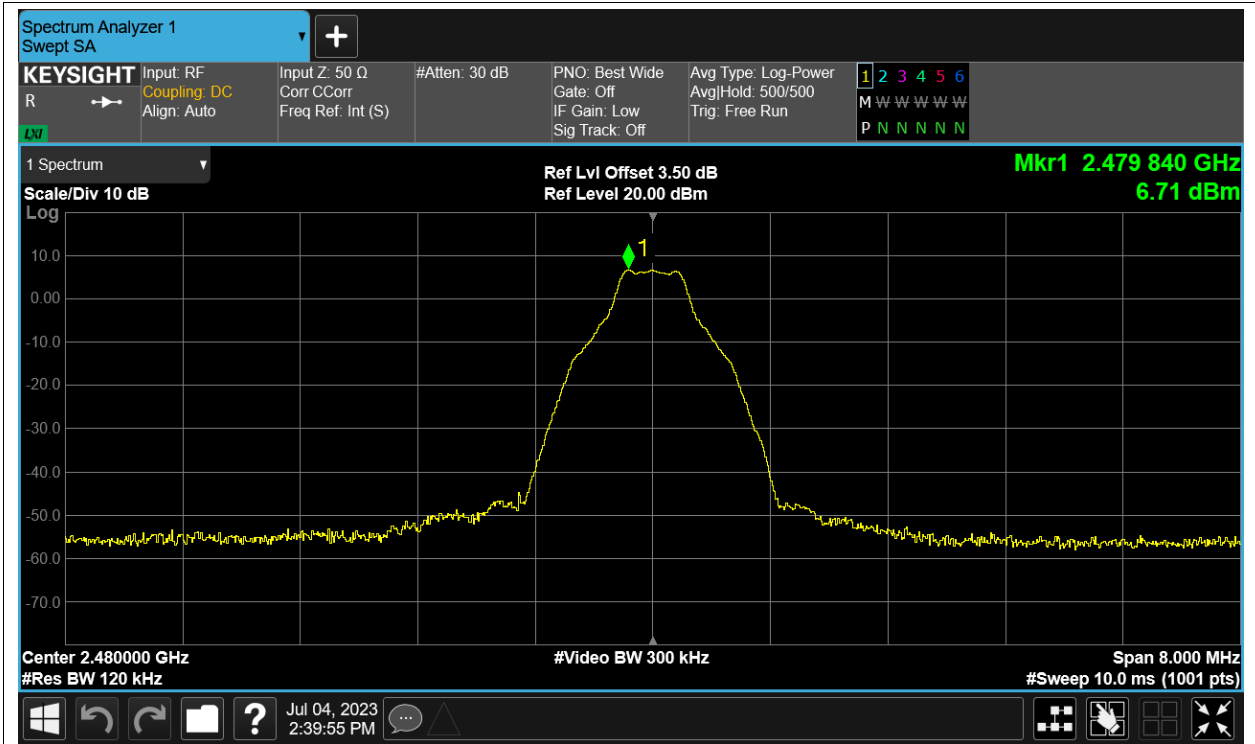 Spectrum Analyzer 1
Swept SA
+
KEYSIGHT
R
LXI
Input: RF
Coupling: DC
Align: Auto
Input Z: 50 Ω
Corr CCorr
Freq Ref: Int (S)
#Atten: 30 dB
PNO: Best Wide
Gate: Off
IF Gain: Low
Sig Track: Off
Avg Type: Log-Power
Avg|Hold: 500/500
Trig: Free Run
1 2 3 4 5 6
M W W W W W
P N N N N N
1 Spectrum
Scale/Div 10 dB
Log
Ref Lvl Offset 3.50 dB
Ref Level 20.00 dBm
Mkr1 2.479 840 GHz
6.71 dBm
1
10.0
0.00
-10.0
-20.0
-30.0
-40.0
-50.0
-60.0
-70.0
Center 2.480000 GHz
#Res BW 120 kHz
#Video BW 300 kHz
Span 8.000 MHz
#Sweep 10.0 ms (1001 pts)
?
Jul 04, 2023
2:39:55 PM